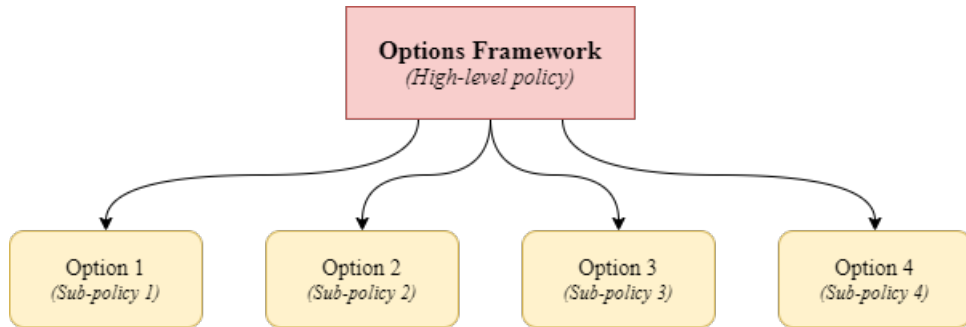 Options Framework
(High-level policy)
Option 1
(Sub-policy 1)
Option 2
(Sub-policy 2)
Option 3
(Sub-policy 3)
Option 4
(Sub-policy 4)